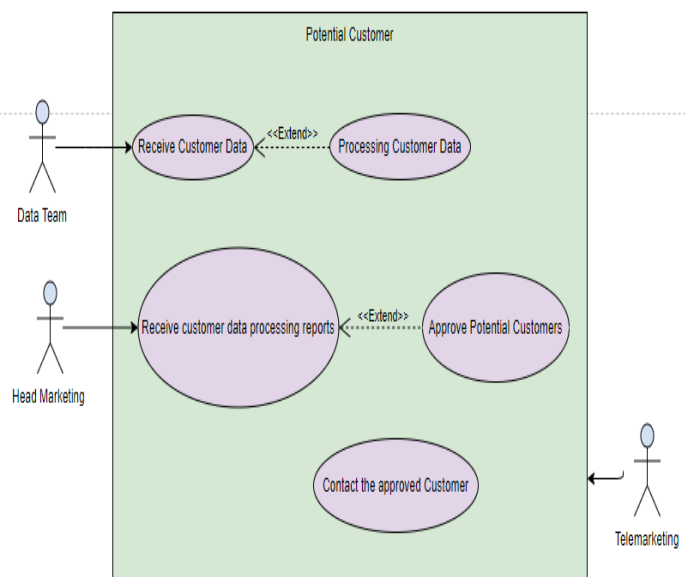 Potential Customer
<<Extend>>
Receive Customer Data
Processing Customer Data
Data Team
<<Extend>>
Receive customer data processing reports
Approve Potential Customers
Head Marketing
Contact the approved Customer
Telemarketing